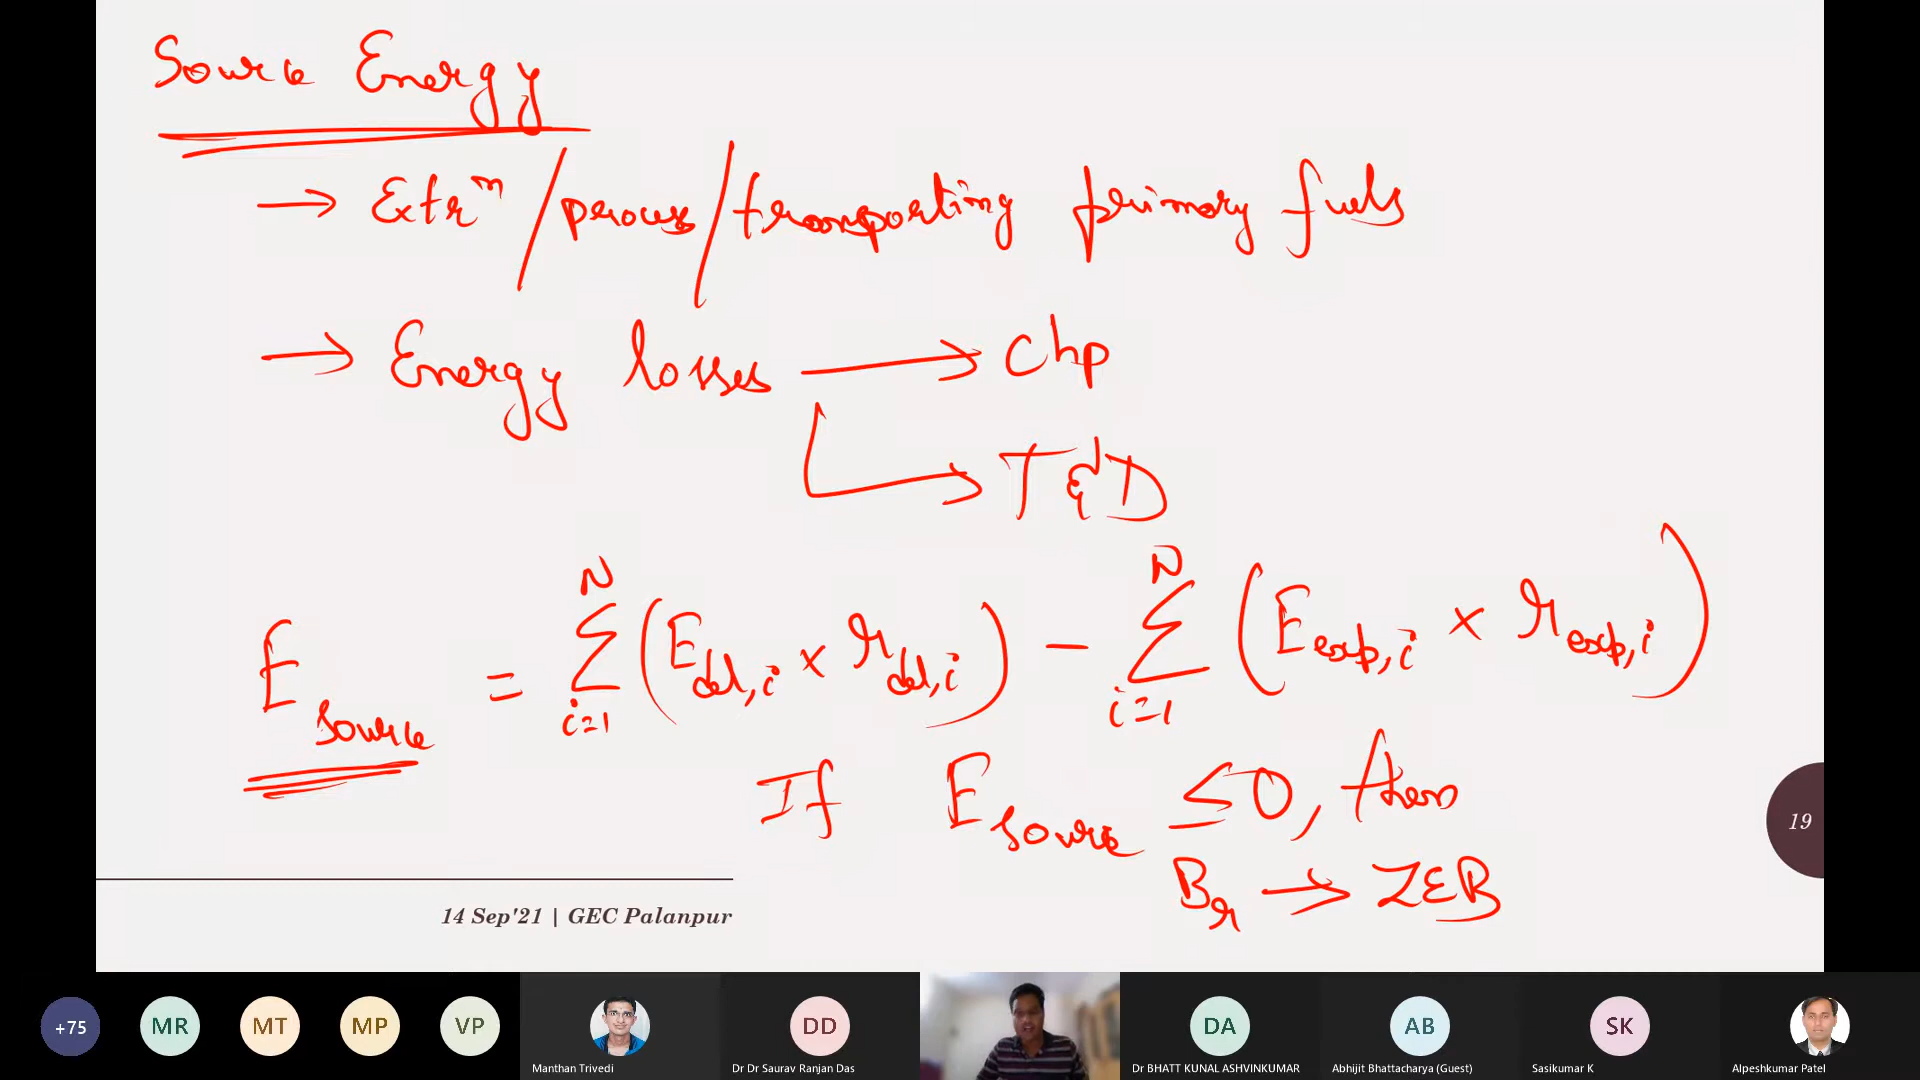 Source Energy
→ Extrⁿ / process / transporting primary fuels
→ Energy losses → Chp
→ T & D
E_source = Σ_{i=1}^{N} (E_del,i × r_del,i) − Σ_{i=1}^{N} (E_exp,i × r_exp,i)
If E_source ≤ 0, then
B_r → ZEB
19
14 Sep'21 | GEC Palanpur
+75 MR MT MP VP DD DA AB SK
Manthan Trivedi Dr Dr Saurav Ranjan Das Dr BHATT KUNAL ASHVINKUMAR Abhijit Bhattacharya (Guest) Sasikumar K Alpeshkumar Patel